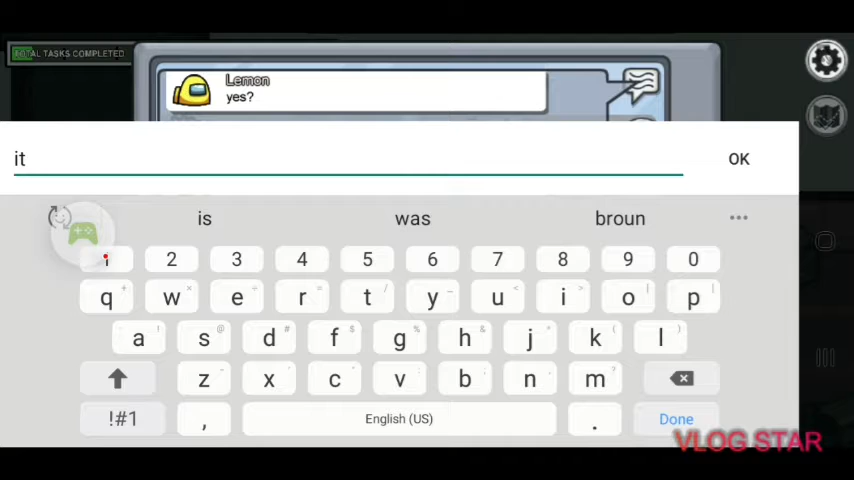 TOTAL TASKS COMPLETED
Lemon
yes?
it
OK
is was broun
2 3 4 5 6 7 8 9 0
q w e r t y u i o p
a s d f g h j k l
z x c v b n m
!#1 , English (US) . Done
VLOG STAR